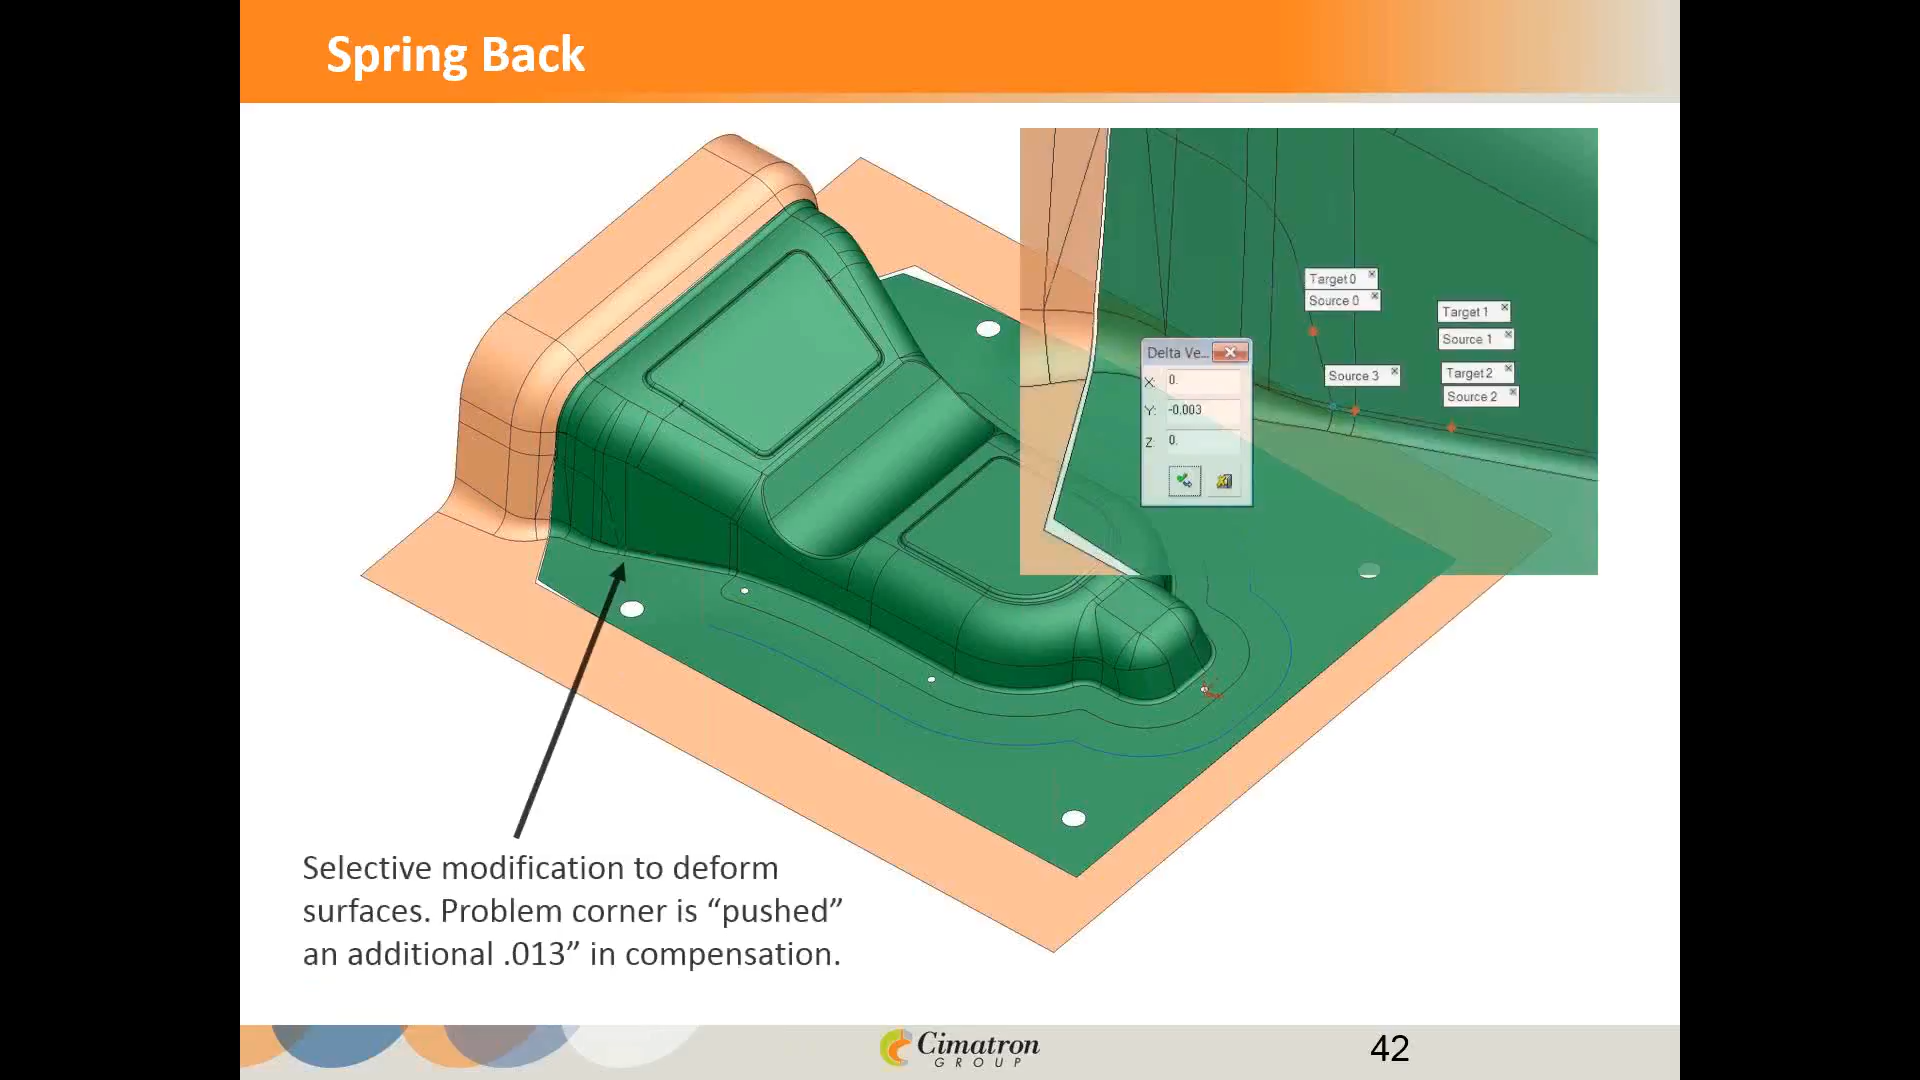 Spring Back
Target 0
Source 0
Target 1
Source 1
Delta Ve...
X: 0.
Source 3
Target 2
Y: -0.003
Source 2
Z: 0.
Selective modification to deform
surfaces. Problem corner is “pushed”
an additional .013” in compensation.
Cimatron
GROUP
42